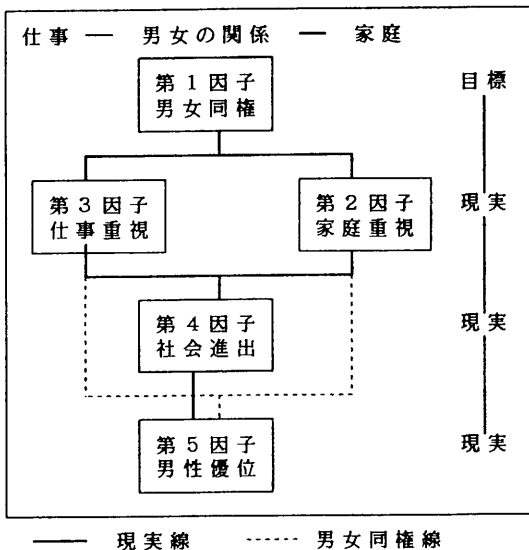 仕事 ― 男女の関係 ― 家庭
第1因子
男女同権
目標
第3因子
仕事重視
第2因子
家庭重視
現実
第4因子
社会進出
現実
第5因子
男性優位
現実
現実線
男女同権線